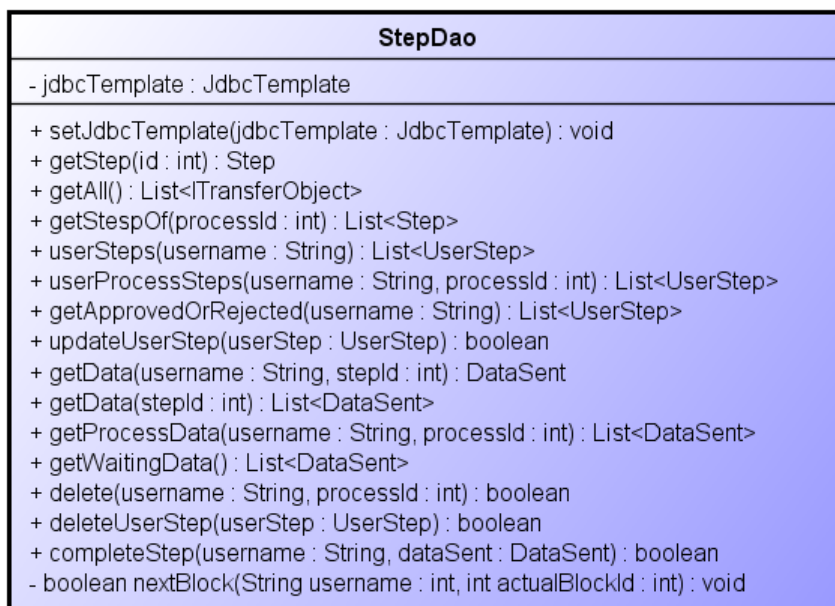 StepDao
- jdbcTemplate : JdbcTemplate
+ setJdbcTemplate(jdbcTemplate : JdbcTemplate) : void
+ getStep(id : int) : Step
+ getAll() : List<ITransferObject>
+ getStespOf(processId : int) : List<Step>
+ userSteps(username : String) : List<UserStep>
+ userProcessSteps(username : String, processId : int) : List<UserStep>
+ getApprovedOrRejected(username : String) : List<UserStep>
+ updateUserStep(userStep : UserStep) : boolean
+ getData(username : String, stepId : int) : DataSent
+ getData(stepId : int) : List<DataSent>
+ getProcessData(username : String, processId : int) : List<DataSent>
+ getWaitingData() : List<DataSent>
+ delete(username : String, processId : int) : boolean
+ deleteUserStep(userStep : UserStep) : boolean
+ completeStep(username : String, dataSent : DataSent) : boolean
- boolean nextBlock(String username : int, int actualBlockId : int) : void